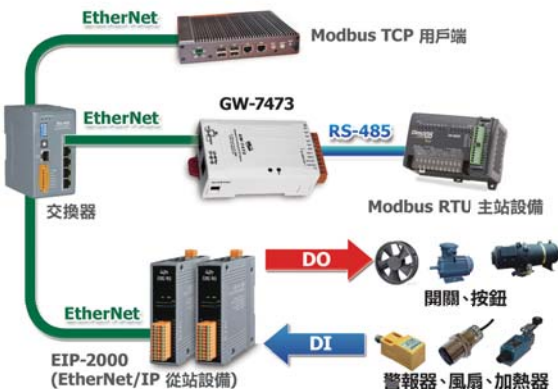 EtherNet
Modbus TCP 用戶端
EtherNet
GW-7473
RS-485
交換器
Modbus RTU 主站設備
DO
開關、按鈕
EtherNet
DI
EIP-2000
(EtherNet/IP 從站設備)
警報器、風扇、加熱器